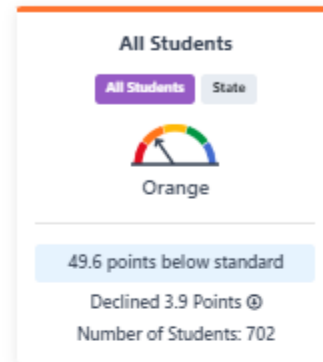 All Students
All Students State
Orange
49.6 points below standard
Declined 3.9 Points
Number of Students: 702